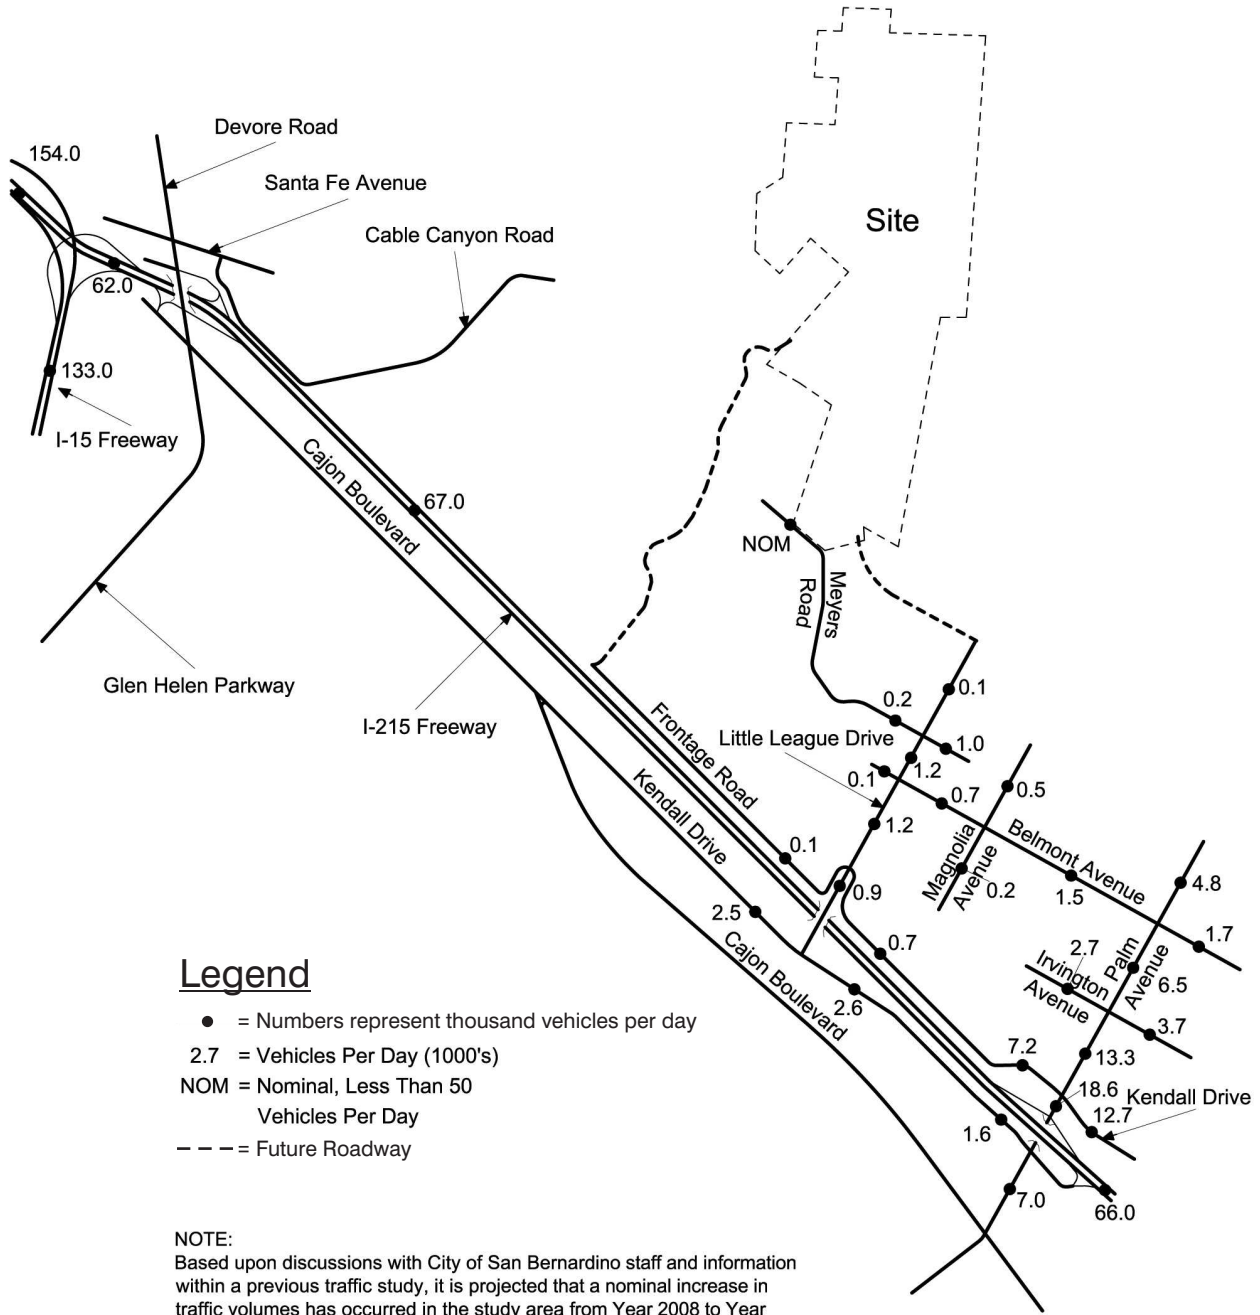 Devore Road
154.0
Santa Fe Avenue
Site
Cable Canyon Road
62.0
133.0
I-15 Freeway
Cajon Boulevard
67.0
NOM
Meyers
Road
Glen Helen Parkway
I-215 Freeway
Frontage Road
0.1
0.2
Little League Drive
1.0
1.2
0.1
0.7
0.5
Kendall Drive
1.2
Magnolia
Avenue
Belmont Avenue
0.1
0.9
0.2
1.5
4.8
2.5
0.7
1.7
Cajon Boulevard
2.7
Irvington
Avenue
Palm
Avenue
6.5
2.6
3.7
7.2
13.3
18.6
12.7
Kendall Drive
1.6
7.0
66.0
Legend
= Numbers represent thousand vehicles per day
2.7 = Vehicles Per Day (1000's)
NOM = Nominal, Less Than 50
Vehicles Per Day
= Future Roadway
NOTE:
Based upon discussions with City of San Bernardino staff and information
within a previous traffic study, it is projected that a nominal increase in
traffic volumes has occurred in the study area from Year 2008 to Year